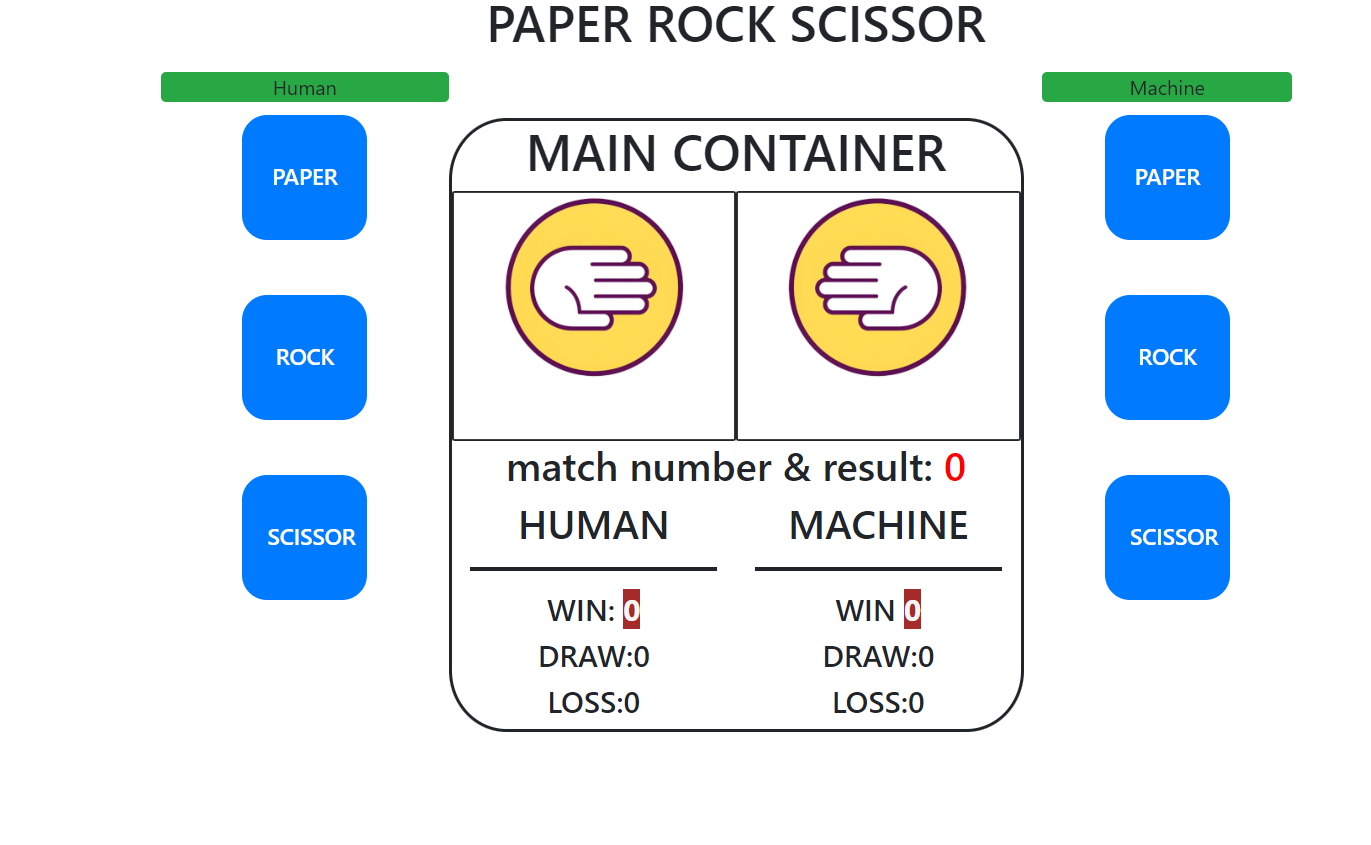 PAPER ROCK SCISSOR
Human
Machine
PAPER
ROCK
SCISSOR
MAIN CONTAINER
match number & result: 0
HUMAN
WIN: 0
DRAW:0
LOSS:0
MACHINE
WIN 0
DRAW:0
LOSS:0
PAPER
ROCK
SCISSOR